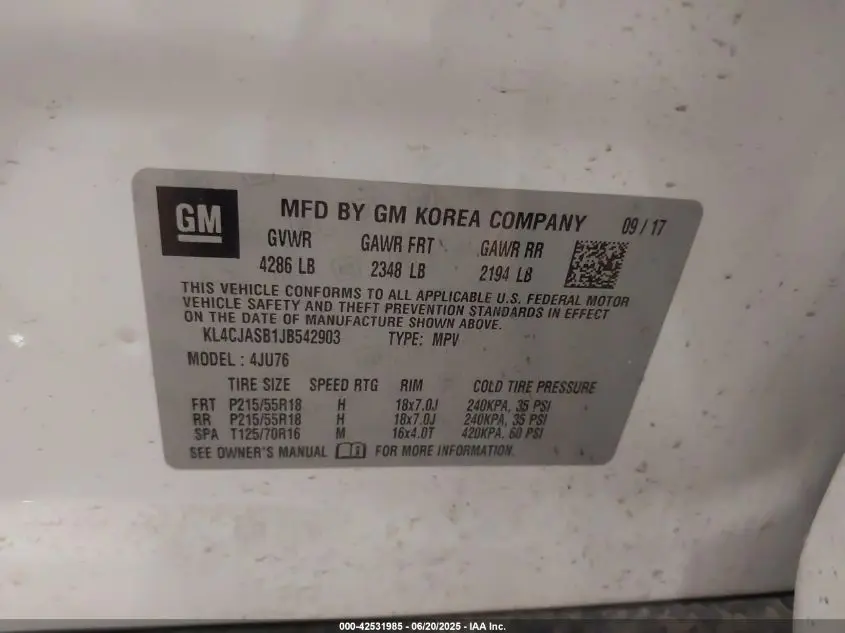 GM
MFD BY GM KOREA COMPANY 09/17
GVWR GAWR FRT GAWR RR
4286 LB 2348 LB 2194 LB
THIS VEHICLE CONFORMS TO ALL APPLICABLE U.S. FEDERAL MOTOR
VEHICLE SAFETY AND THEFT PREVENTION STANDARDS IN EFFECT
ON THE DATE OF MANUFACTURE SHOWN ABOVE.
KL4CJASB1JB542903 TYPE: MPV
MODEL: 4JU76
TIRE SIZE SPEED RTG RIM COLD TIRE PRESSURE
FRT P215/55R18 H 18x7.0J 240KPA, 35 PSI
RR P215/55R18 H 18x7.0J 240KPA, 35 PSI
SPA T125/70R16 M 16x4.0T 420KPA, 60 PSI
SEE OWNER'S MANUAL FOR MORE INFORMATION.
000-42531985 - 06/20/2025 - IAA Inc.